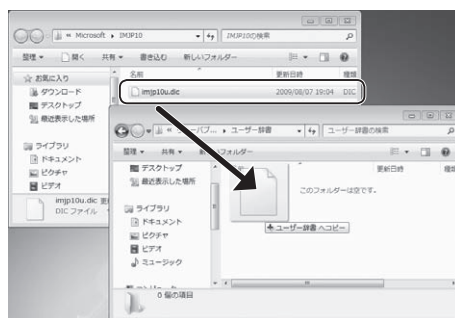 « Microsoft ▸ IMJP10
IMJP10の検索
整理 ▾
開く
共有 ▾
書き込む
新しいフォルダー
お気に入り
ダウンロード
デスクトップ
最近表示した場所
ライブラリ
ドキュメント
ピクチャ
ビデオ
名前
更新日時
種類
imjp10u.dic
2009/08/07 19:04
DIC
imjp10u.dic
DIC ファイル
▸ ユーザー辞書
ユーザー辞書の検索
整理 ▾
共有 ▾
デスクトップ
最近表示した場所
ライブラリ
ドキュメント
ピクチャ
ビデオ
ミュージック
更新日時
このフォルダーは空です。
ユーザー辞書 へコピー
0 個の項目